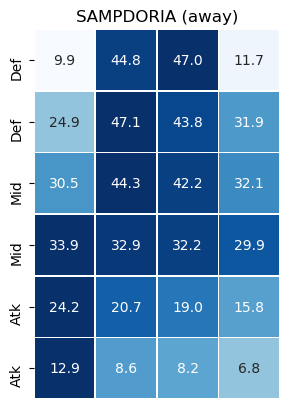 SAMPDORIA (away)
Def 9.9 44.8 47.0 11.7
Def 24.9 47.1 43.8 31.9
Mid 30.5 44.3 42.2 32.1
Mid 33.9 32.9 32.2 29.9
Atk 24.2 20.7 19.0 15.8
Atk 12.9 8.6 8.2 6.8